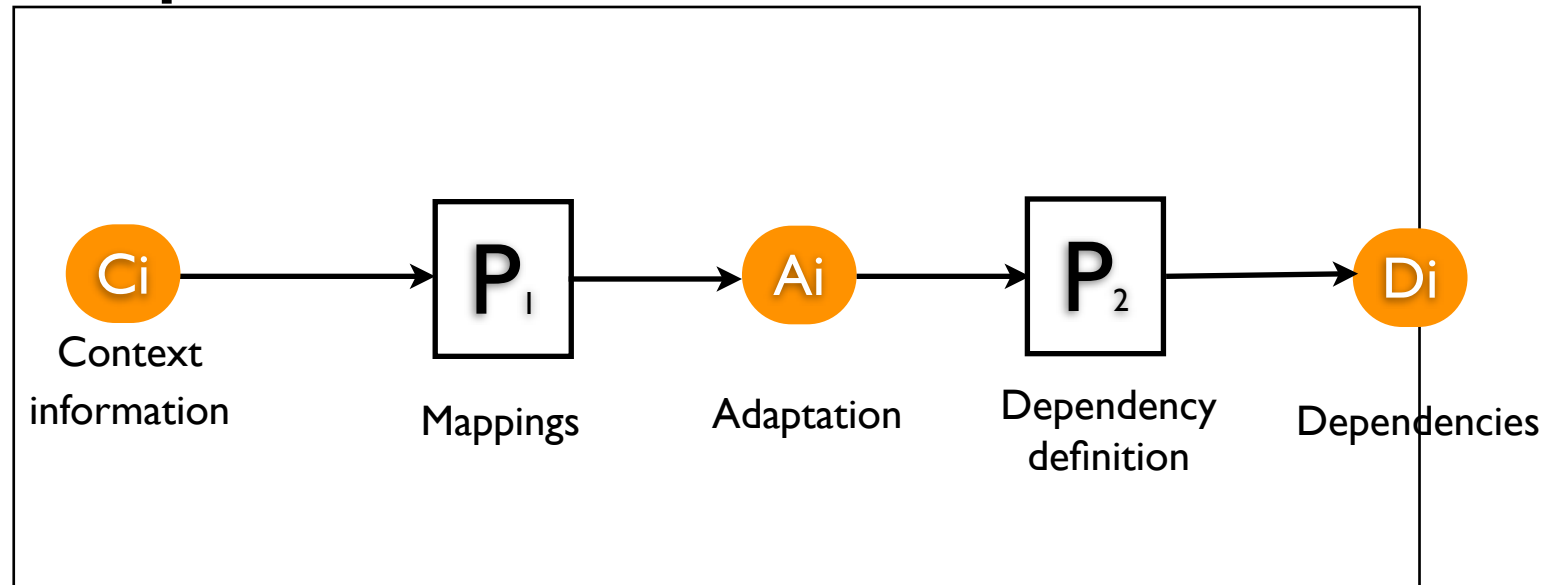 Ci
P1
Ai
P2
Di
Context
information
Mappings
Adaptation
Dependency
definition
Dependencies